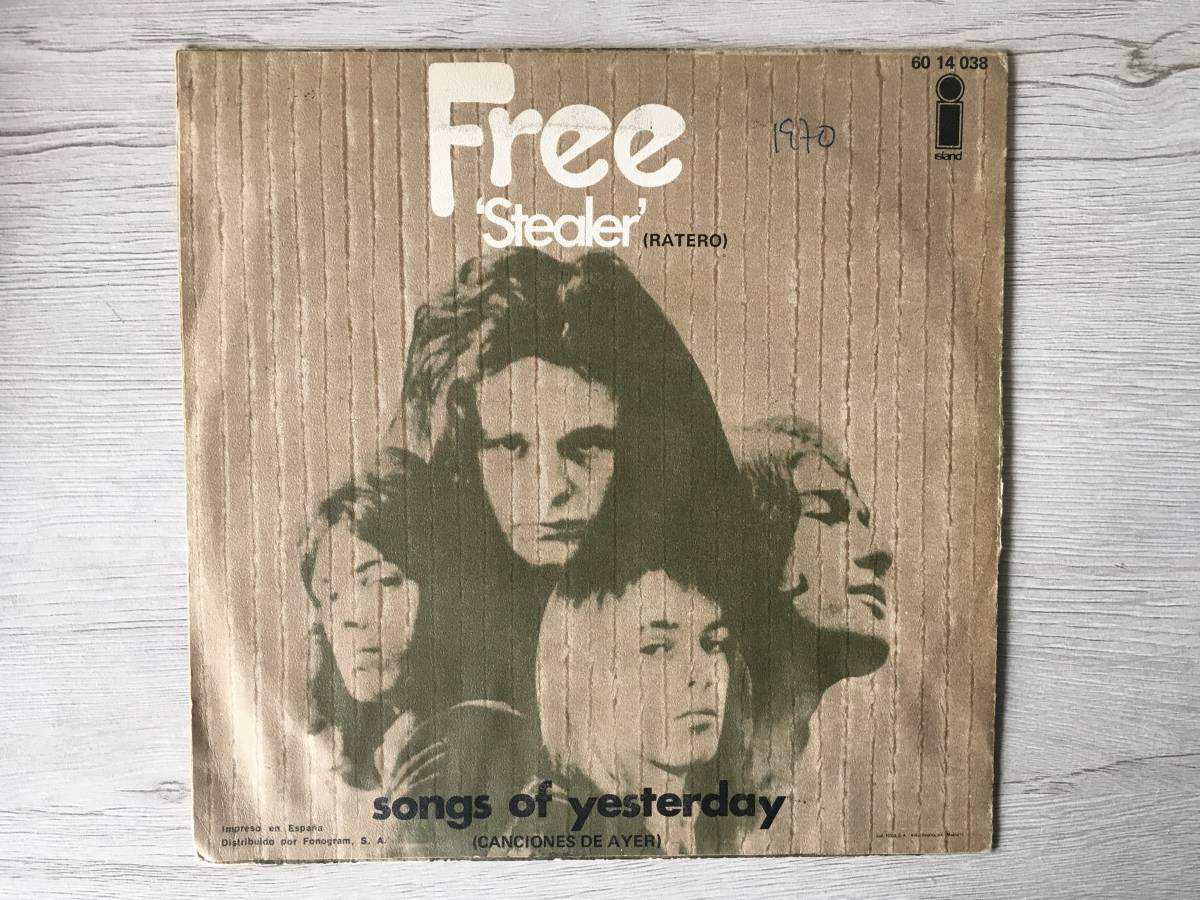 60 14 038
island
Free
1970
'Stealer' (RATERO)
songs of yesterday
(CANCIONES DE AYER)
Impreso en España
Distribuido por Fonogram, S. A.